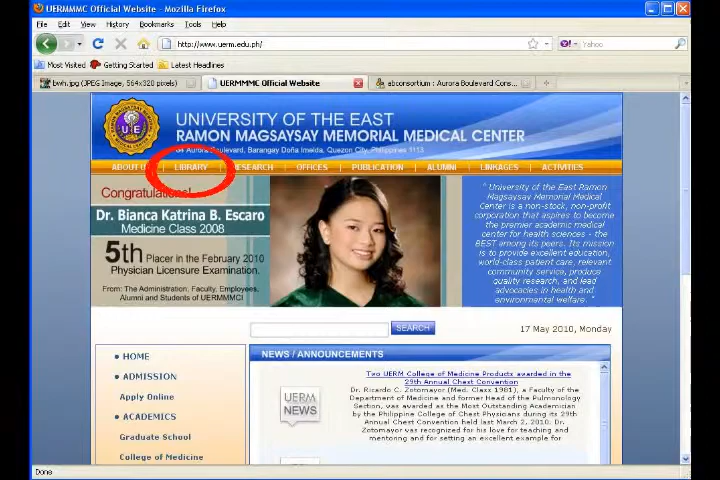 UERMMMC Official Website - Mozilla Firefox
File Edit View History Bookmarks Tools Help
http://www.uerm.edu.ph/
Yahoo
Most Visited Getting Started Latest Headlines
bwh.jpg (JPEG Image, 564x320 pixels) UERMMMC Official Website abconsortium : Aurora Boulevard Cons...
UNIVERSITY OF THE EAST
RAMON MAGSAYSAY MEMORIAL MEDICAL CENTER
64 Aurora Boulevard, Barangay Doña Imelda, Quezon City, Philippines 1113
UE
ABOUT U LIBRARY RESEARCH OFFICES PUBLICATION ALUMNI LINKAGES ACTIVITIES
Congratulations!
Dr. Bianca Katrina B. Escaro
Medicine Class 2008
5th Placer in the February 2010
Physician Licensure Examination.
From: The Administration, Faculty, Employees,
Alumni and Students of UERMMMCI
" University of the East Ramon
Magsaysay Memorial Medical
Center is a non-stock, non-profit
corporation that aspires to become
the premier academic medical
center for health sciences - the
BEST among its peers. Its mission
is to provide excellent education,
world-class patient care, relevant
community service, produce
quality research, and lead
advocacies in health and
environmental welfare. "
SEARCH
17 May 2010, Monday
HOME
ADMISSION
Apply Online
ACADEMICS
Graduate School
College of Medicine
NEWS / ANNOUNCEMENTS
UERM
NEWS
Two UERM College of Medicine Products awarded in the
29th Annual Chest Convention
Dr. Ricardo C. Zotomayor (Med. Class 1981), a Faculty of the
Department of Medicine and former Head of the Pulmonology
Section, was awarded as the Most Outstanding Academician
by the Philippine College of Chest Physicians during its 29th
Annual Chest Convention held last March 2, 2010. Dr.
Zotomayor was recognized for his love for teaching and
mentoring and for setting an excellent example for
Done